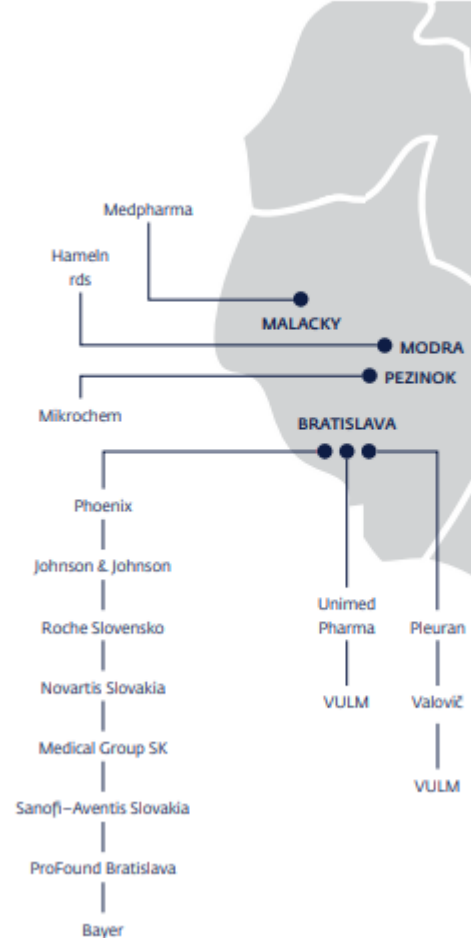 Medpharma
Hameln
rds
MALACKY
MODRA
PEZINOK
Mikrochem
BRATISLAVA
Phoenix
Johnson & Johnson
Roche Slovensko
Novartis Slovakia
Medical Group SK
Sanofi–Aventis Slovakia
ProFound Bratislava
Bayer
Unimed
Pharma
VULM
Pleuran
Valovič
VULM